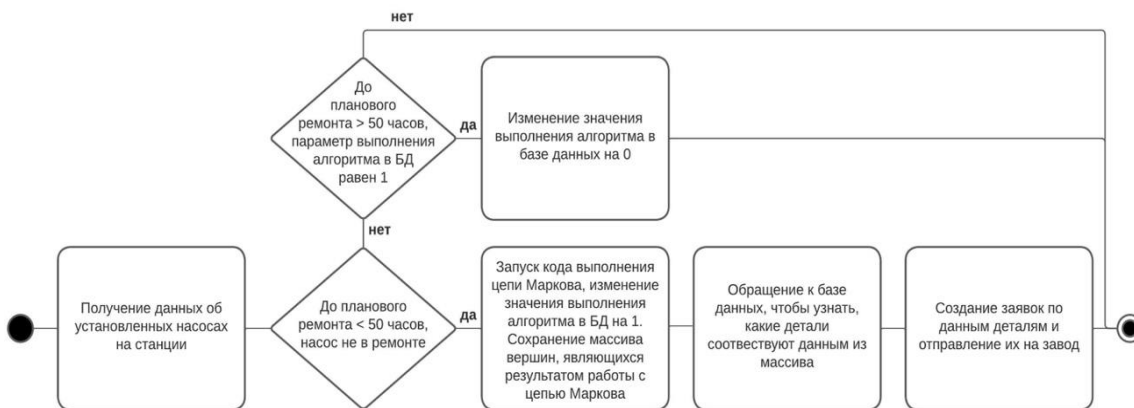 нет
До
планового
ремонта > 50 часов,
параметр выполнения
алгоритма в БД
равен 1
да
Изменение значения
выполнения алгоритма в
базе данных на 0
нет
Получение данных об
установленных насосах
на станции
До планового
ремонта < 50 часов,
насос не в ремонте
да
Запуск кода выполнения
цепи Маркова, изменение
значения выполнения
алгоритма в БД на 1.
Сохранение массива
вершин, являющихся
результатом работы с
цепью Маркова
Обращение к базе
данных, чтобы узнать,
какие детали
соотвествуют данным из
массива
Создание заявок по
данным деталям и
отправление их на завод